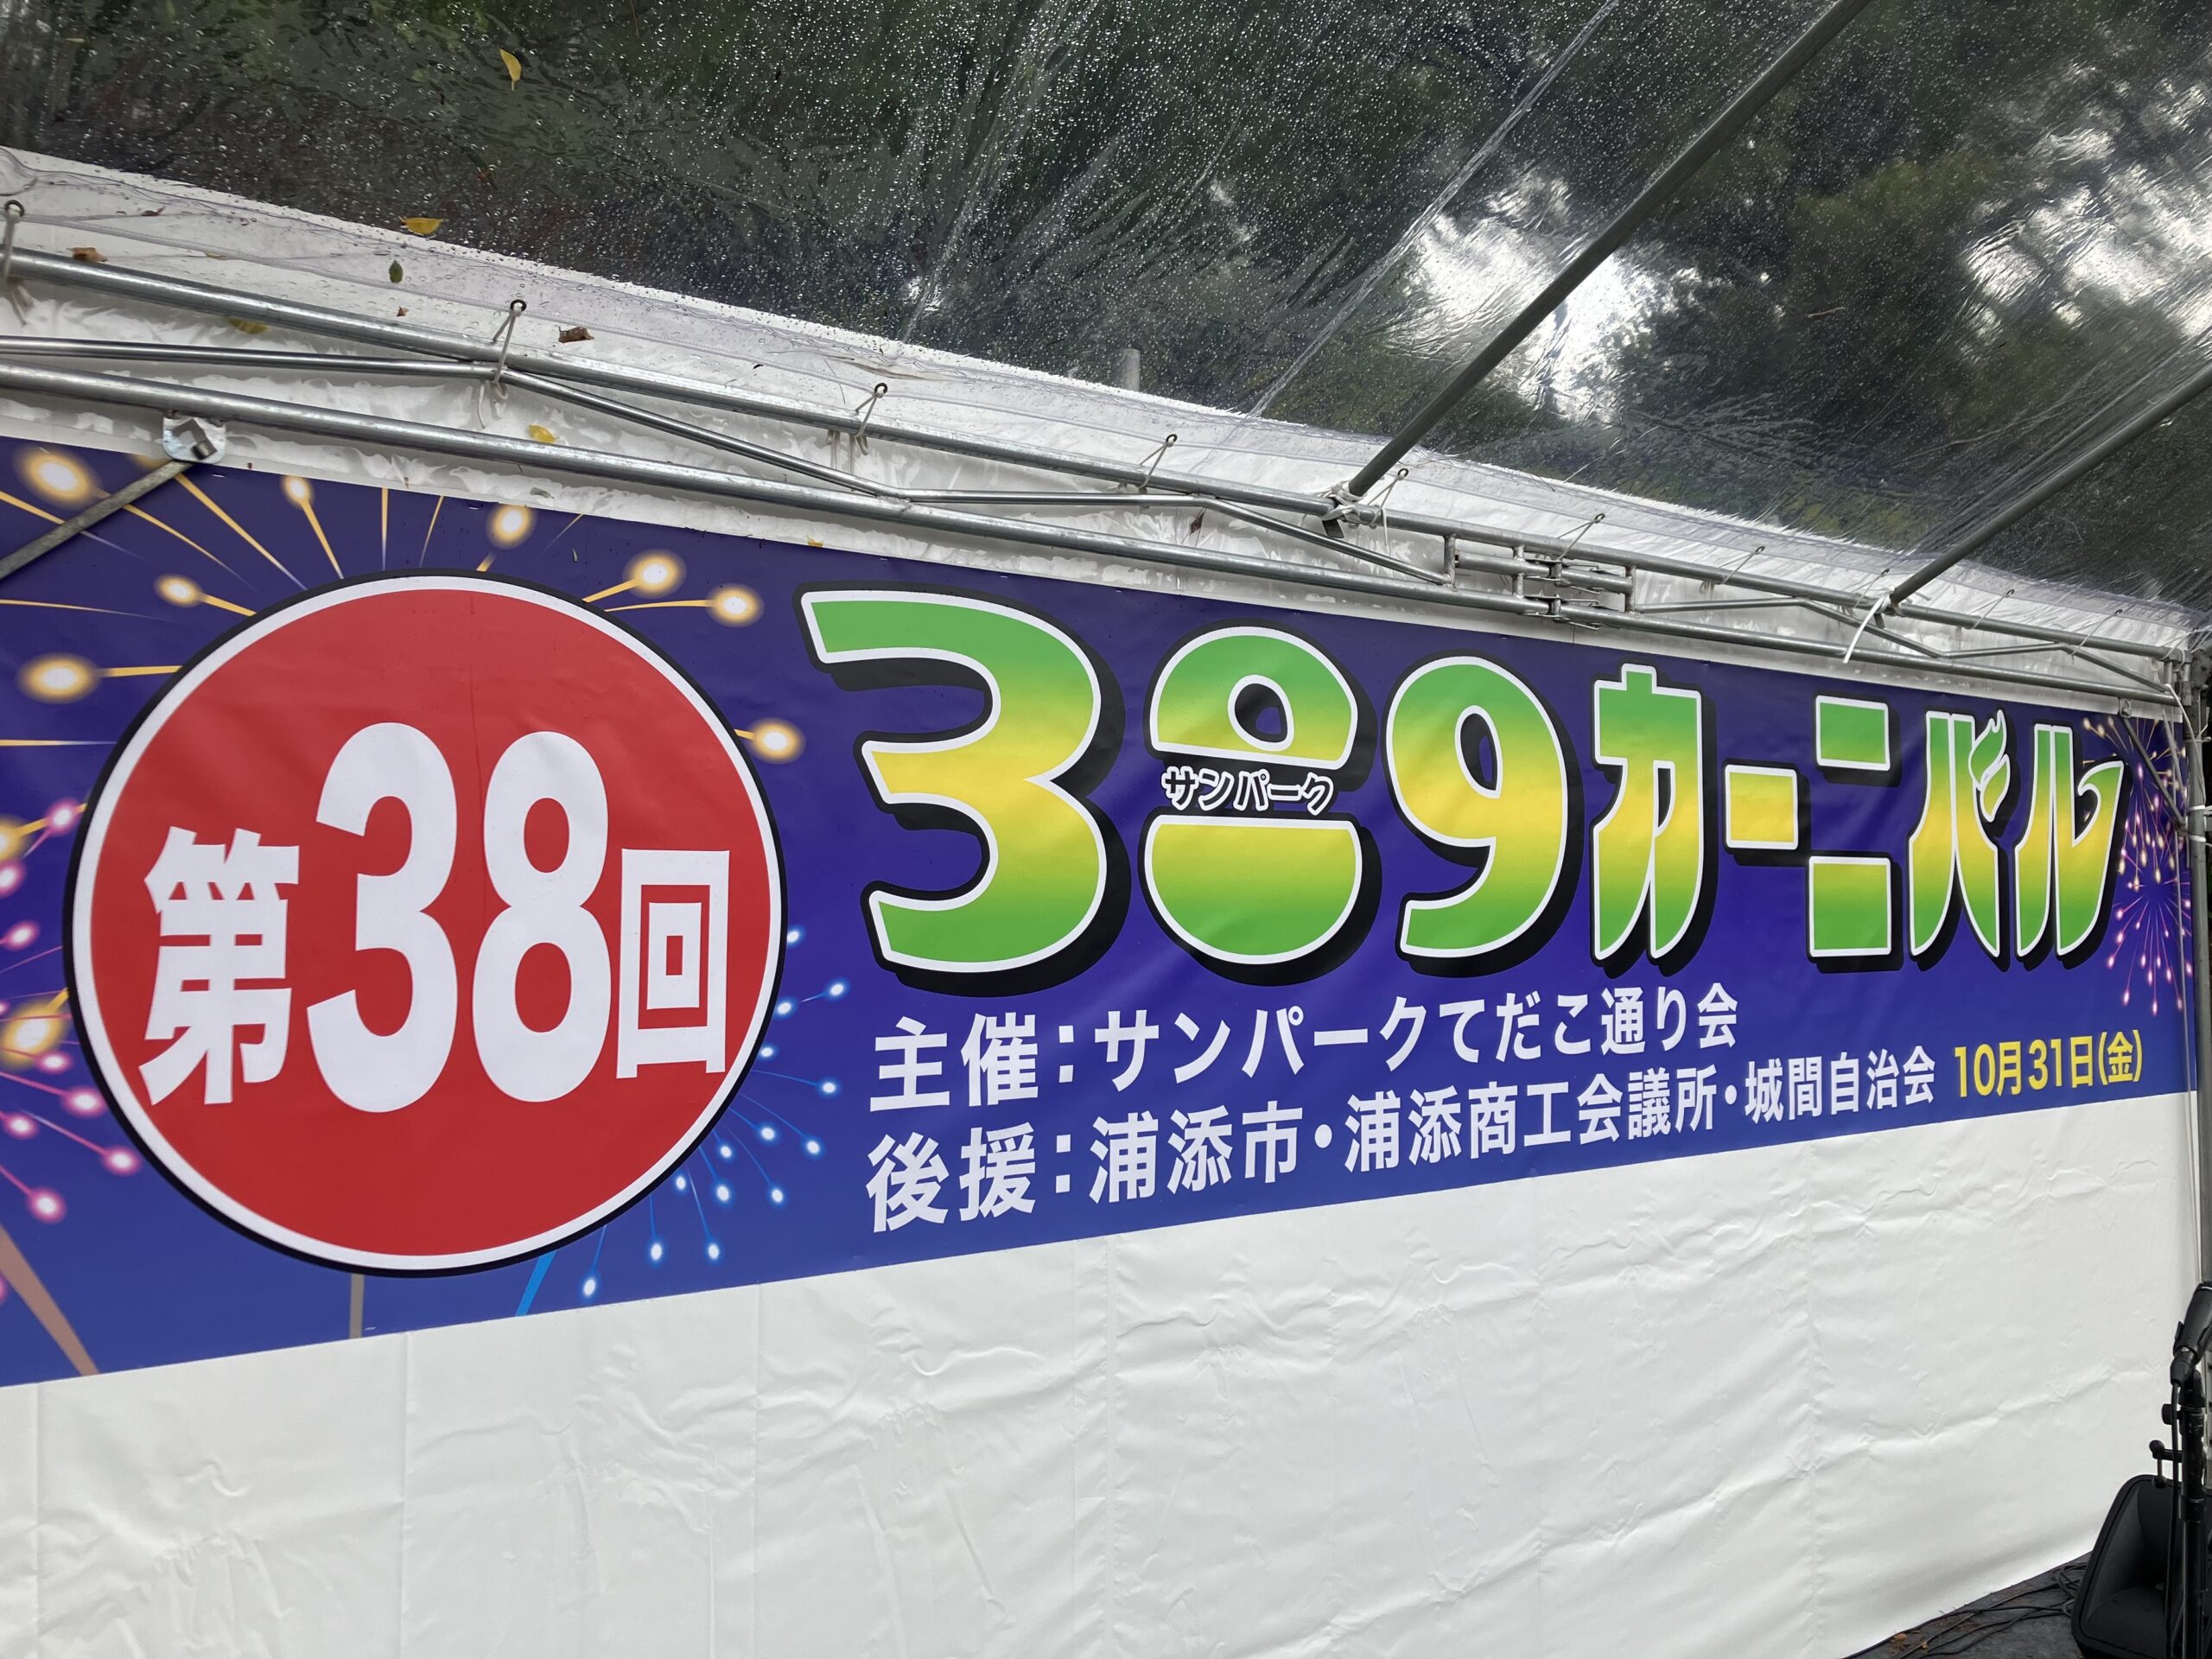 第38回
389カーニバル
サンパーク
主催：サンパークてだこ通り会
後援：浦添市・浦添商工会議所・城間自治会 10月31日(金)